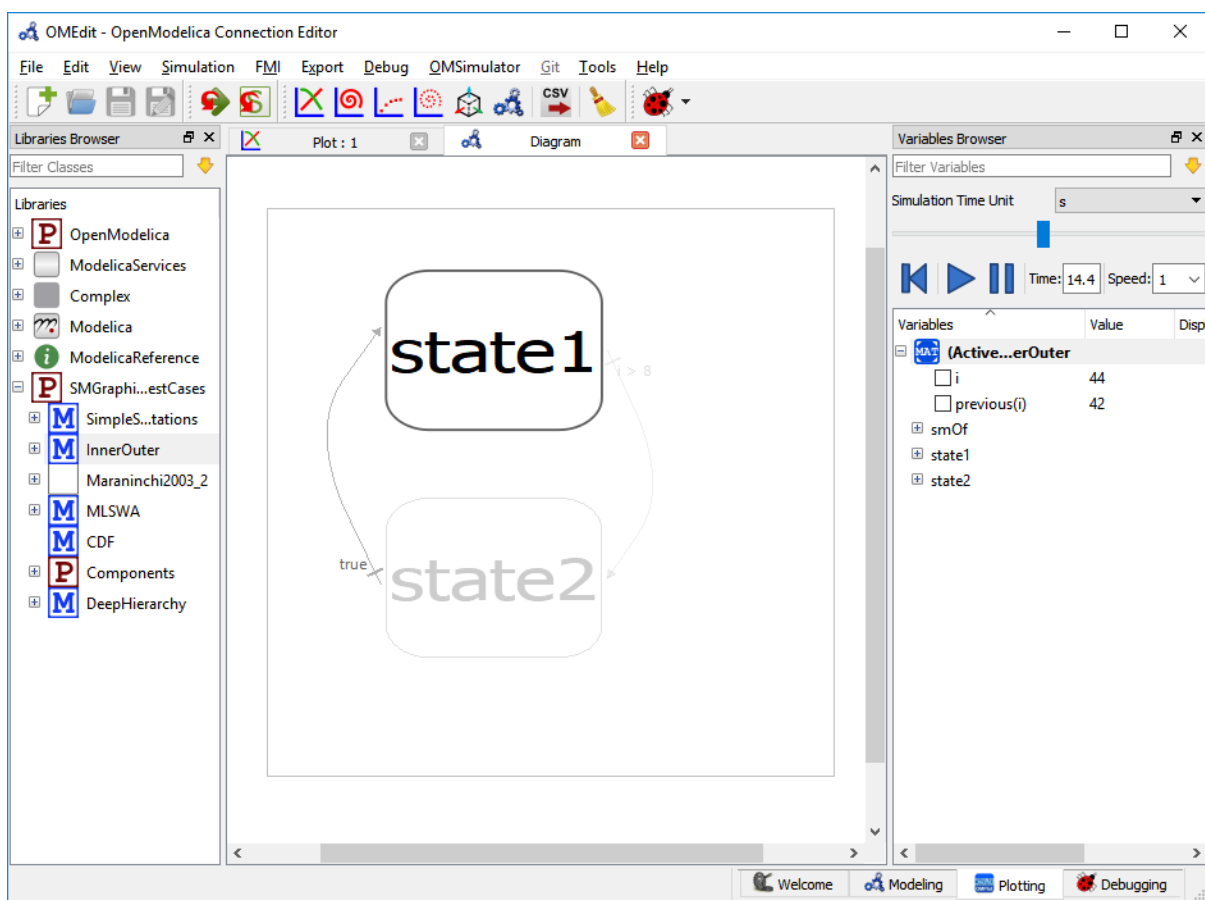 OMEdit - OpenModelica Connection Editor
File Edit View Simulation FMI Export Debug OMSimulator Git Tools Help
CSV
Libraries Browser
Plot : 1
Diagram
Variables Browser
Filter Classes
Filter Variables
Simulation Time Unit s
Libraries
P OpenModelica
ModelicaServices
Complex
Modelica
i ModelicaReference
P SMGraphi...estCases
M SimpleS...tations
M InnerOuter
Maraninchi2003_2
M MLSWA
M CDF
P Components
M DeepHierarchy
state1
i > 8
true
state2
Time: 14.4 Speed: 1
Variables Value Disp
MAT (Active...erOuter
i 44
previous(i) 42
smOf
state1
state2
Welcome Modeling Plotting Debugging